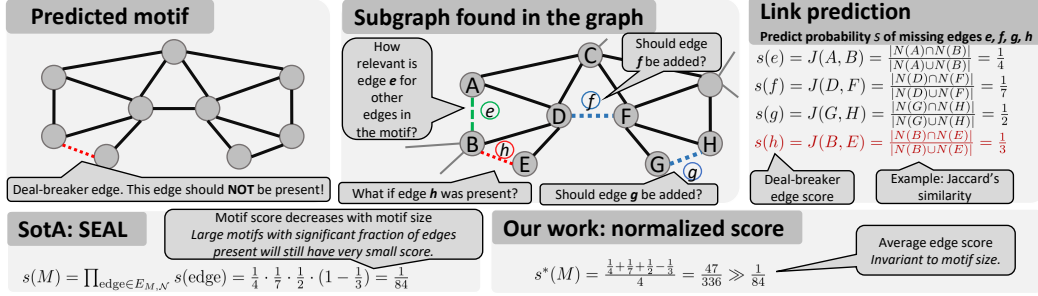 Predicted motif
Deal-breaker edge. This edge should NOT be present!
Subgraph found in the graph
How
relevant is
edge e for
other
edges in
the motif?
Should edge
f be added?
A
B
C
D
E
F
G
H
e
f
h
g
What if edge h was present?
Should edge g be added?
Link prediction
Predict probability s of missing edges e, f, g, h
s(e) = J(A, B) = |N(A)∩N(B)| / |N(A)∪N(B)| = 1/4
s(f) = J(D, F) = |N(D)∩N(F)| / |N(D)∪N(F)| = 1/7
s(g) = J(G, H) = |N(G)∩N(H)| / |N(G)∪N(H)| = 1/2
s(h) = J(B, E) = |N(B)∩N(E)| / |N(B)∪N(E)| = 1/3
Deal-breaker
edge score
Example: Jaccard's
similarity
SotA: SEAL
Motif score decreases with motif size
Large motifs with significant fraction of edges
present will still have very small score.
s(M) = ∏edge∈E_M,𝒩 s(edge) = 1/4 · 1/7 · 1/2 · (1 − 1/3) = 1/84
Our work: normalized score
s*(M) = (1/4 + 1/7 + 1/2 − 1/3) / 4 = 47/336 ≫ 1/84
Average edge score
Invariant to motif size.